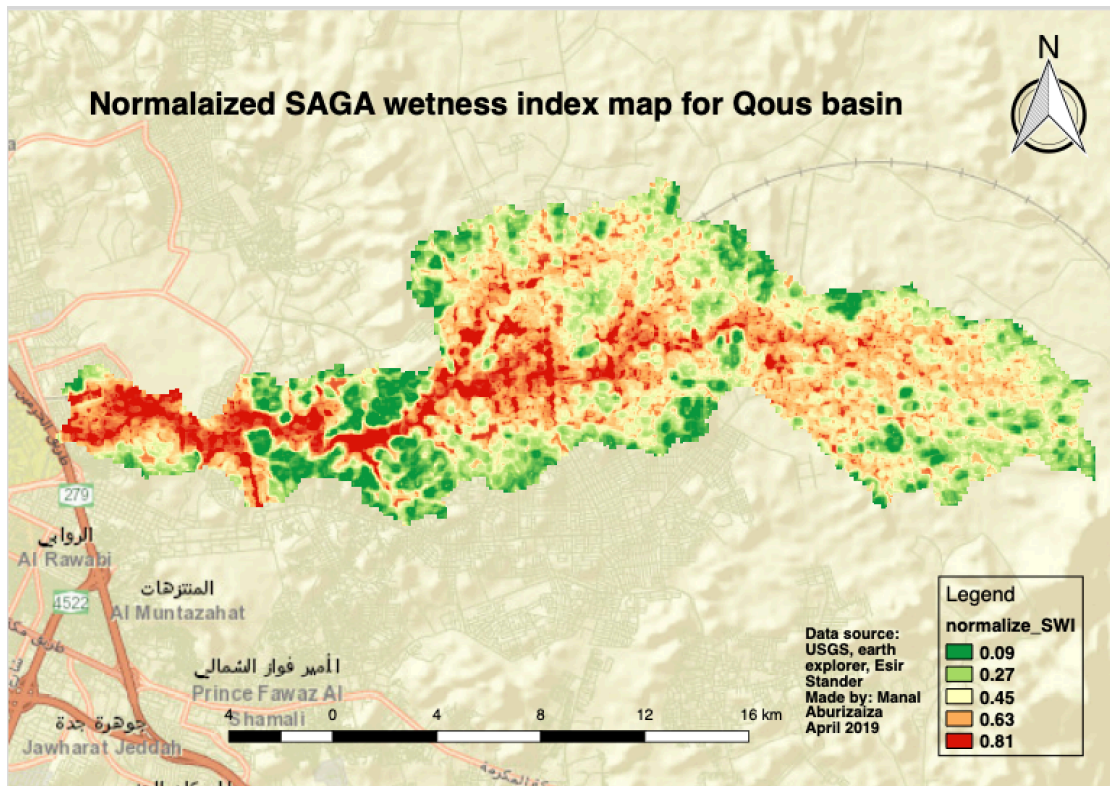 N
Normalaized SAGA wetness index map for Qous basin
279
الروابي
Al Rawabi
4522
المنتزهات
Al Muntazahat
الأمير فواز الشمالي
Prince Fawaz Al
Shamali
جوهرة جدة
Jawharat Jeddah
4 0 4 8 12 16 km
Data source:
USGS, earth
explorer, Esir
Stander
Made by: Manal
Aburizaiza
April 2019
Legend
normalize_SWI
0.09
0.27
0.45
0.63
0.81